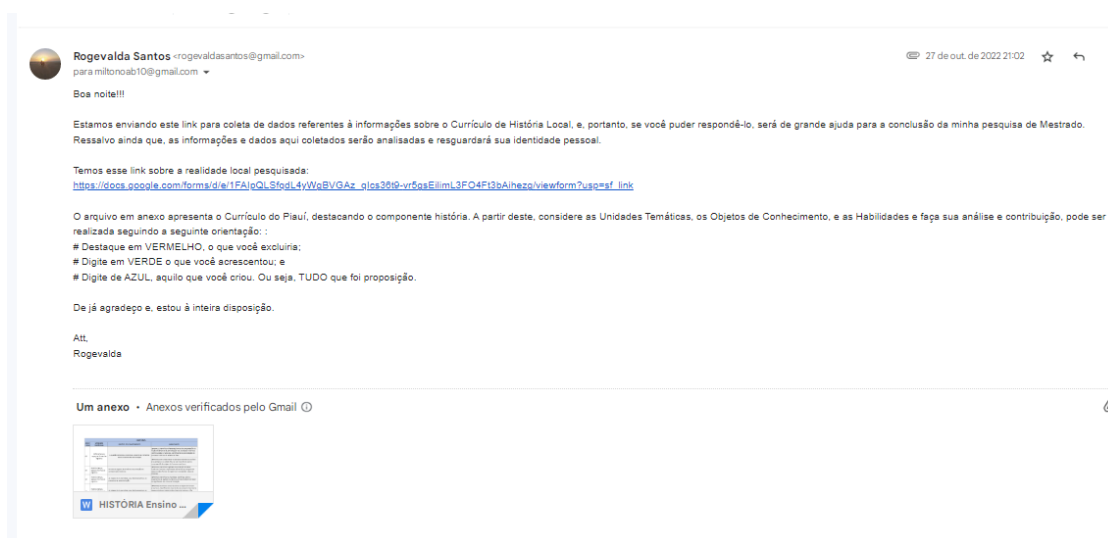 Rogevalda Santos <rogevaldasantos@gmail.com>
27 de out. de 2022 21:02
para miltonoab10@gmail.com
Boa noite!!!
Estamos enviando este link para coleta de dados referentes à informações sobre o Currículo de História Local, e, portanto, se você puder respondê-lo, será de grande ajuda para a conclusão da minha pesquisa de Mestrado.
Ressalvo ainda que, as informações e dados aqui coletados serão analisadas e resguardará sua identidade pessoal.
Temos esse link sobre a realidade local pesquisada:
https://docs.google.com/forms/d/e/1FAIpQLSfqdL4yWgBVGAz_qlcs36t9-vr5qsEilimL3FO4Ft3bAihezg/viewform?usp=sf_link
O arquivo em anexo apresenta o Currículo do Piauí, destacando o componente história. A partir deste, considere as Unidades Temáticas, os Objetos de Conhecimento, e as Habilidades e faça sua análise e contribuição, pode ser
realizada seguindo a seguinte orientação: :
# Destaque em VERMELHO, o que você excluiria;
# Digite em VERDE o que você acrescentou; e
# Digite de AZUL, aquilo que você criou. Ou seja, TUDO que foi proposição.
De já agradeço e, estou à inteira disposição.
Att,
Rogevalda
Um anexo • Anexos verificados pelo Gmail
W HISTÓRIA Ensino ...